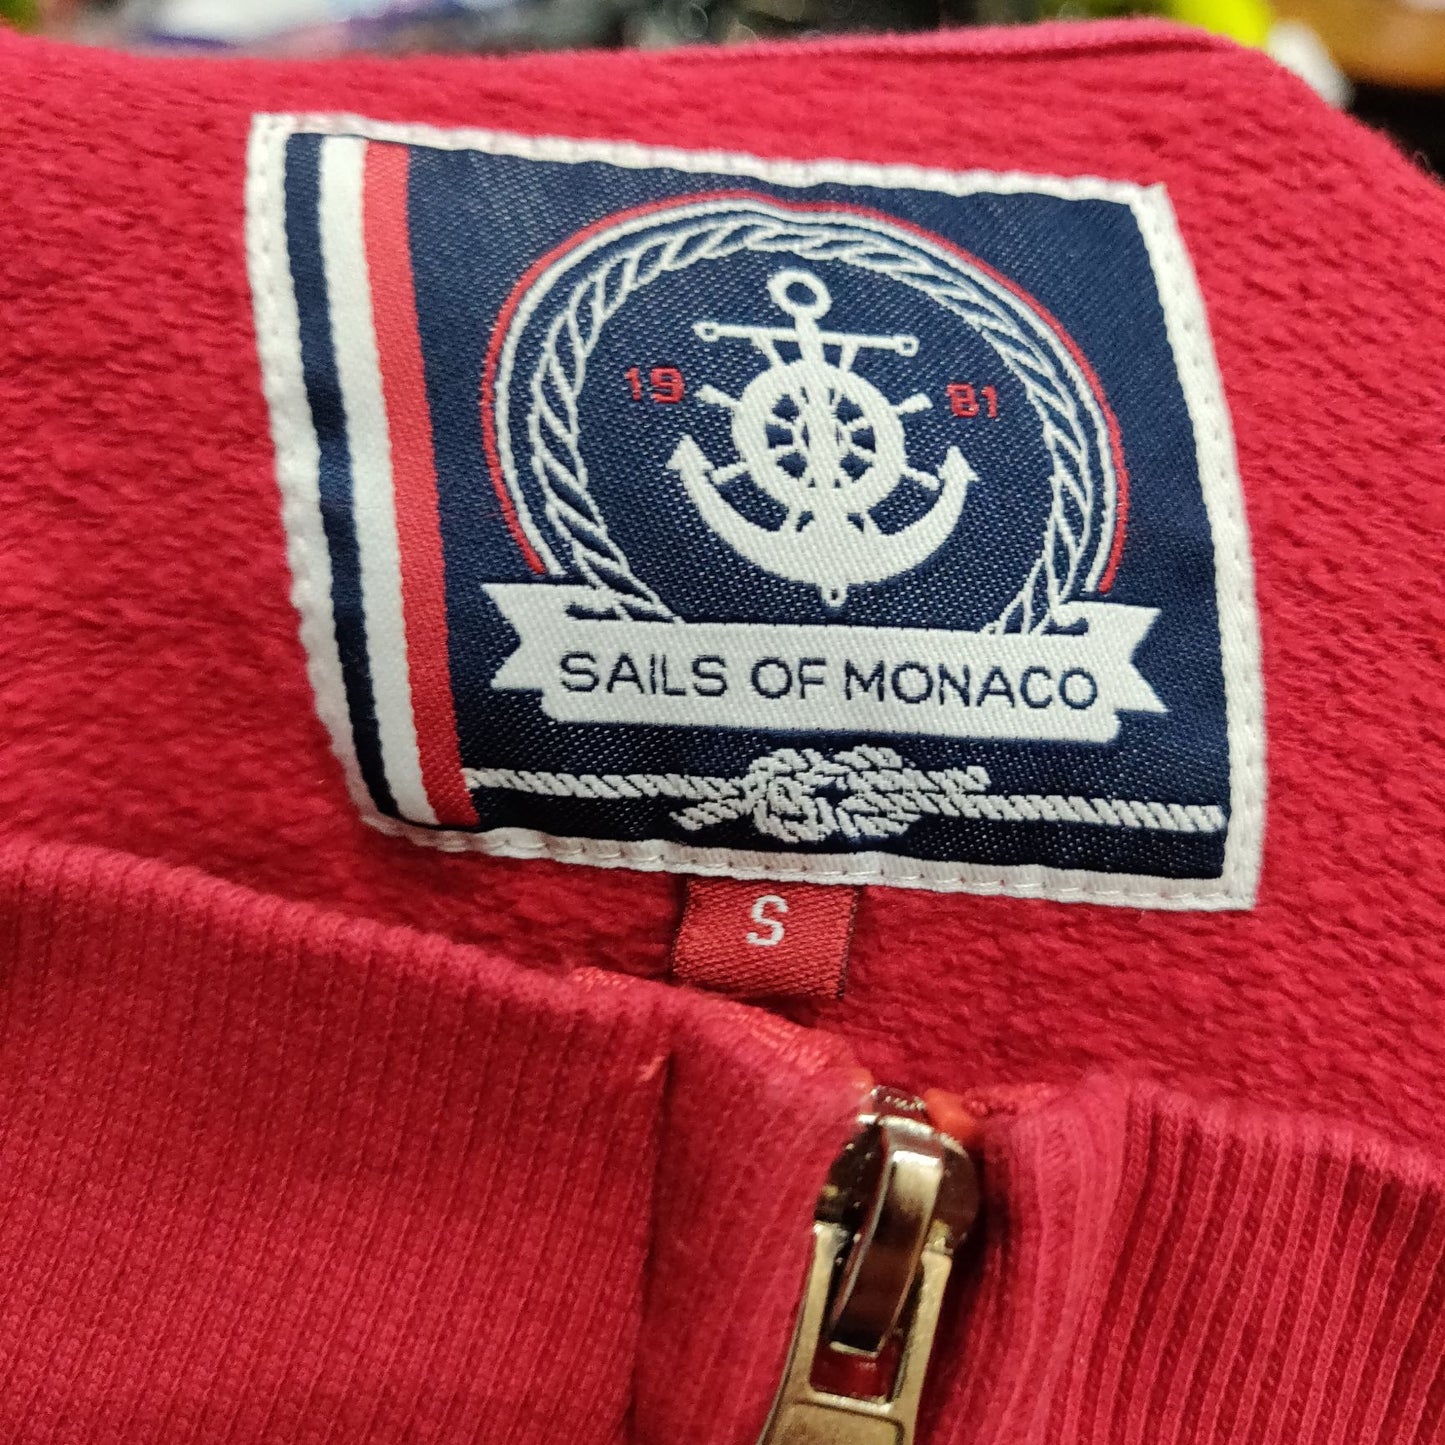 19 81
SAILS OF MONACO
S